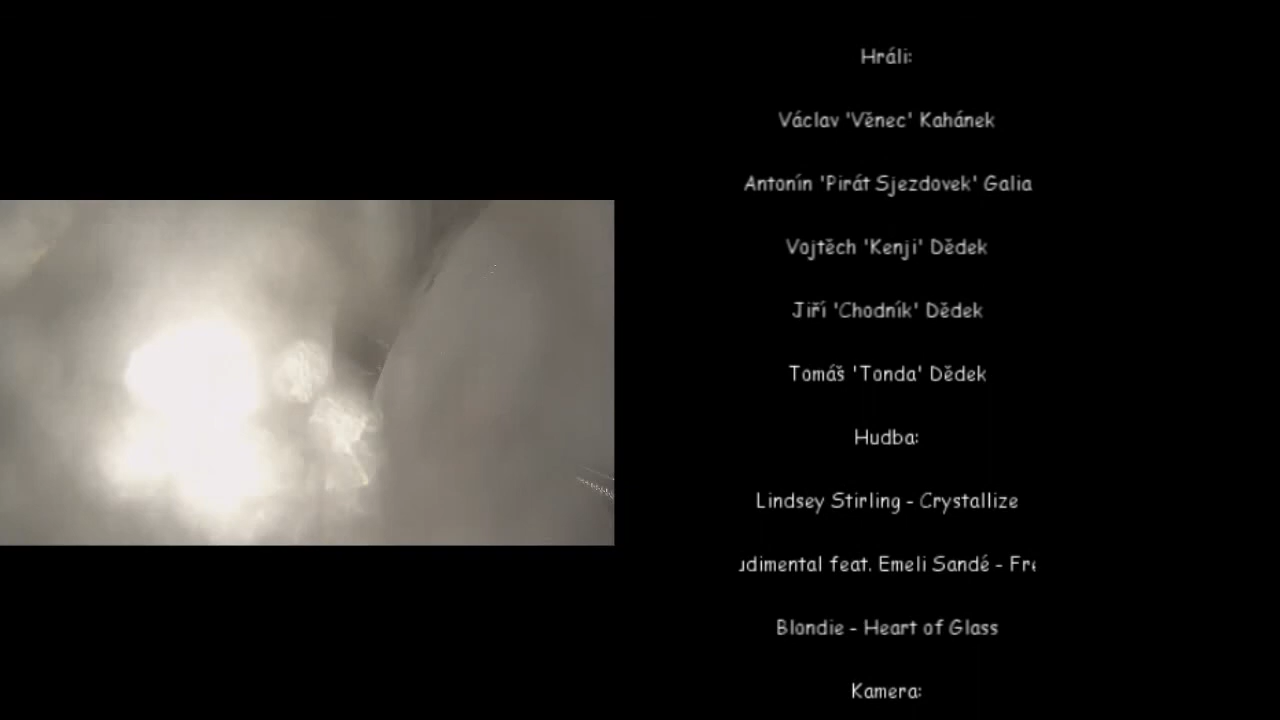 Hráli:
Václav 'Věnec' Kahánek
Antonín 'Pirát Sjezdovek' Galia
Vojtěch 'Kenji' Dědek
Jiří 'Chodník' Dědek
Tomáš 'Tonda' Dědek
Hudba:
Lindsey Stirling - Crystallize
feat. Emeli Sandé -
Blondie - Heart of Glass
Kamera: